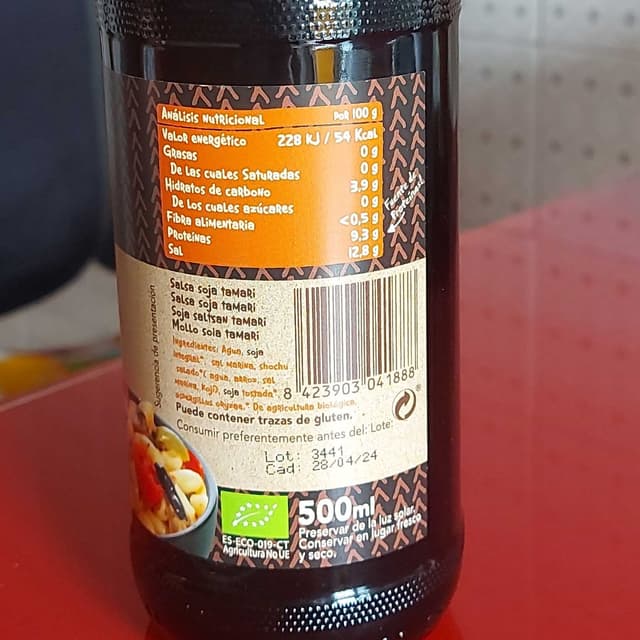 Análisis nutricional Por 100 g
Valor energético 228 kJ / 54 Kcal
Grasas 0 g
De las cuales Saturadas 0 g
Hidratos de carbono 3,9 g
De los cuales azúcares 0 g
Fibra alimentaria <0,5 g
Proteínas 9,3 g
Sal 12,8 g
Fuente de
Proteínas
Sugerencia de presentación
Salsa soja tamari
Salsa soja tamari
Soja saltsan tamari
Mollo soia tamari
Ingredientes: Agua, soja
integral*, sal marina, shochu
salado*( agua, arroz, sal
marina, Koji), soja tostada*,
aspergillus oryzae.* De agricultura biológica.
8 423903 041888
Puede contener trazas de gluten.
Consumir preferentemente antes del: Lote:
Lot: 3441
Cad: 28/04/24
ES-ECO-019-CT
Agricultura No UE
500ml
Preservar de la luz solar.
Conservar en lugar fresco
y seco.